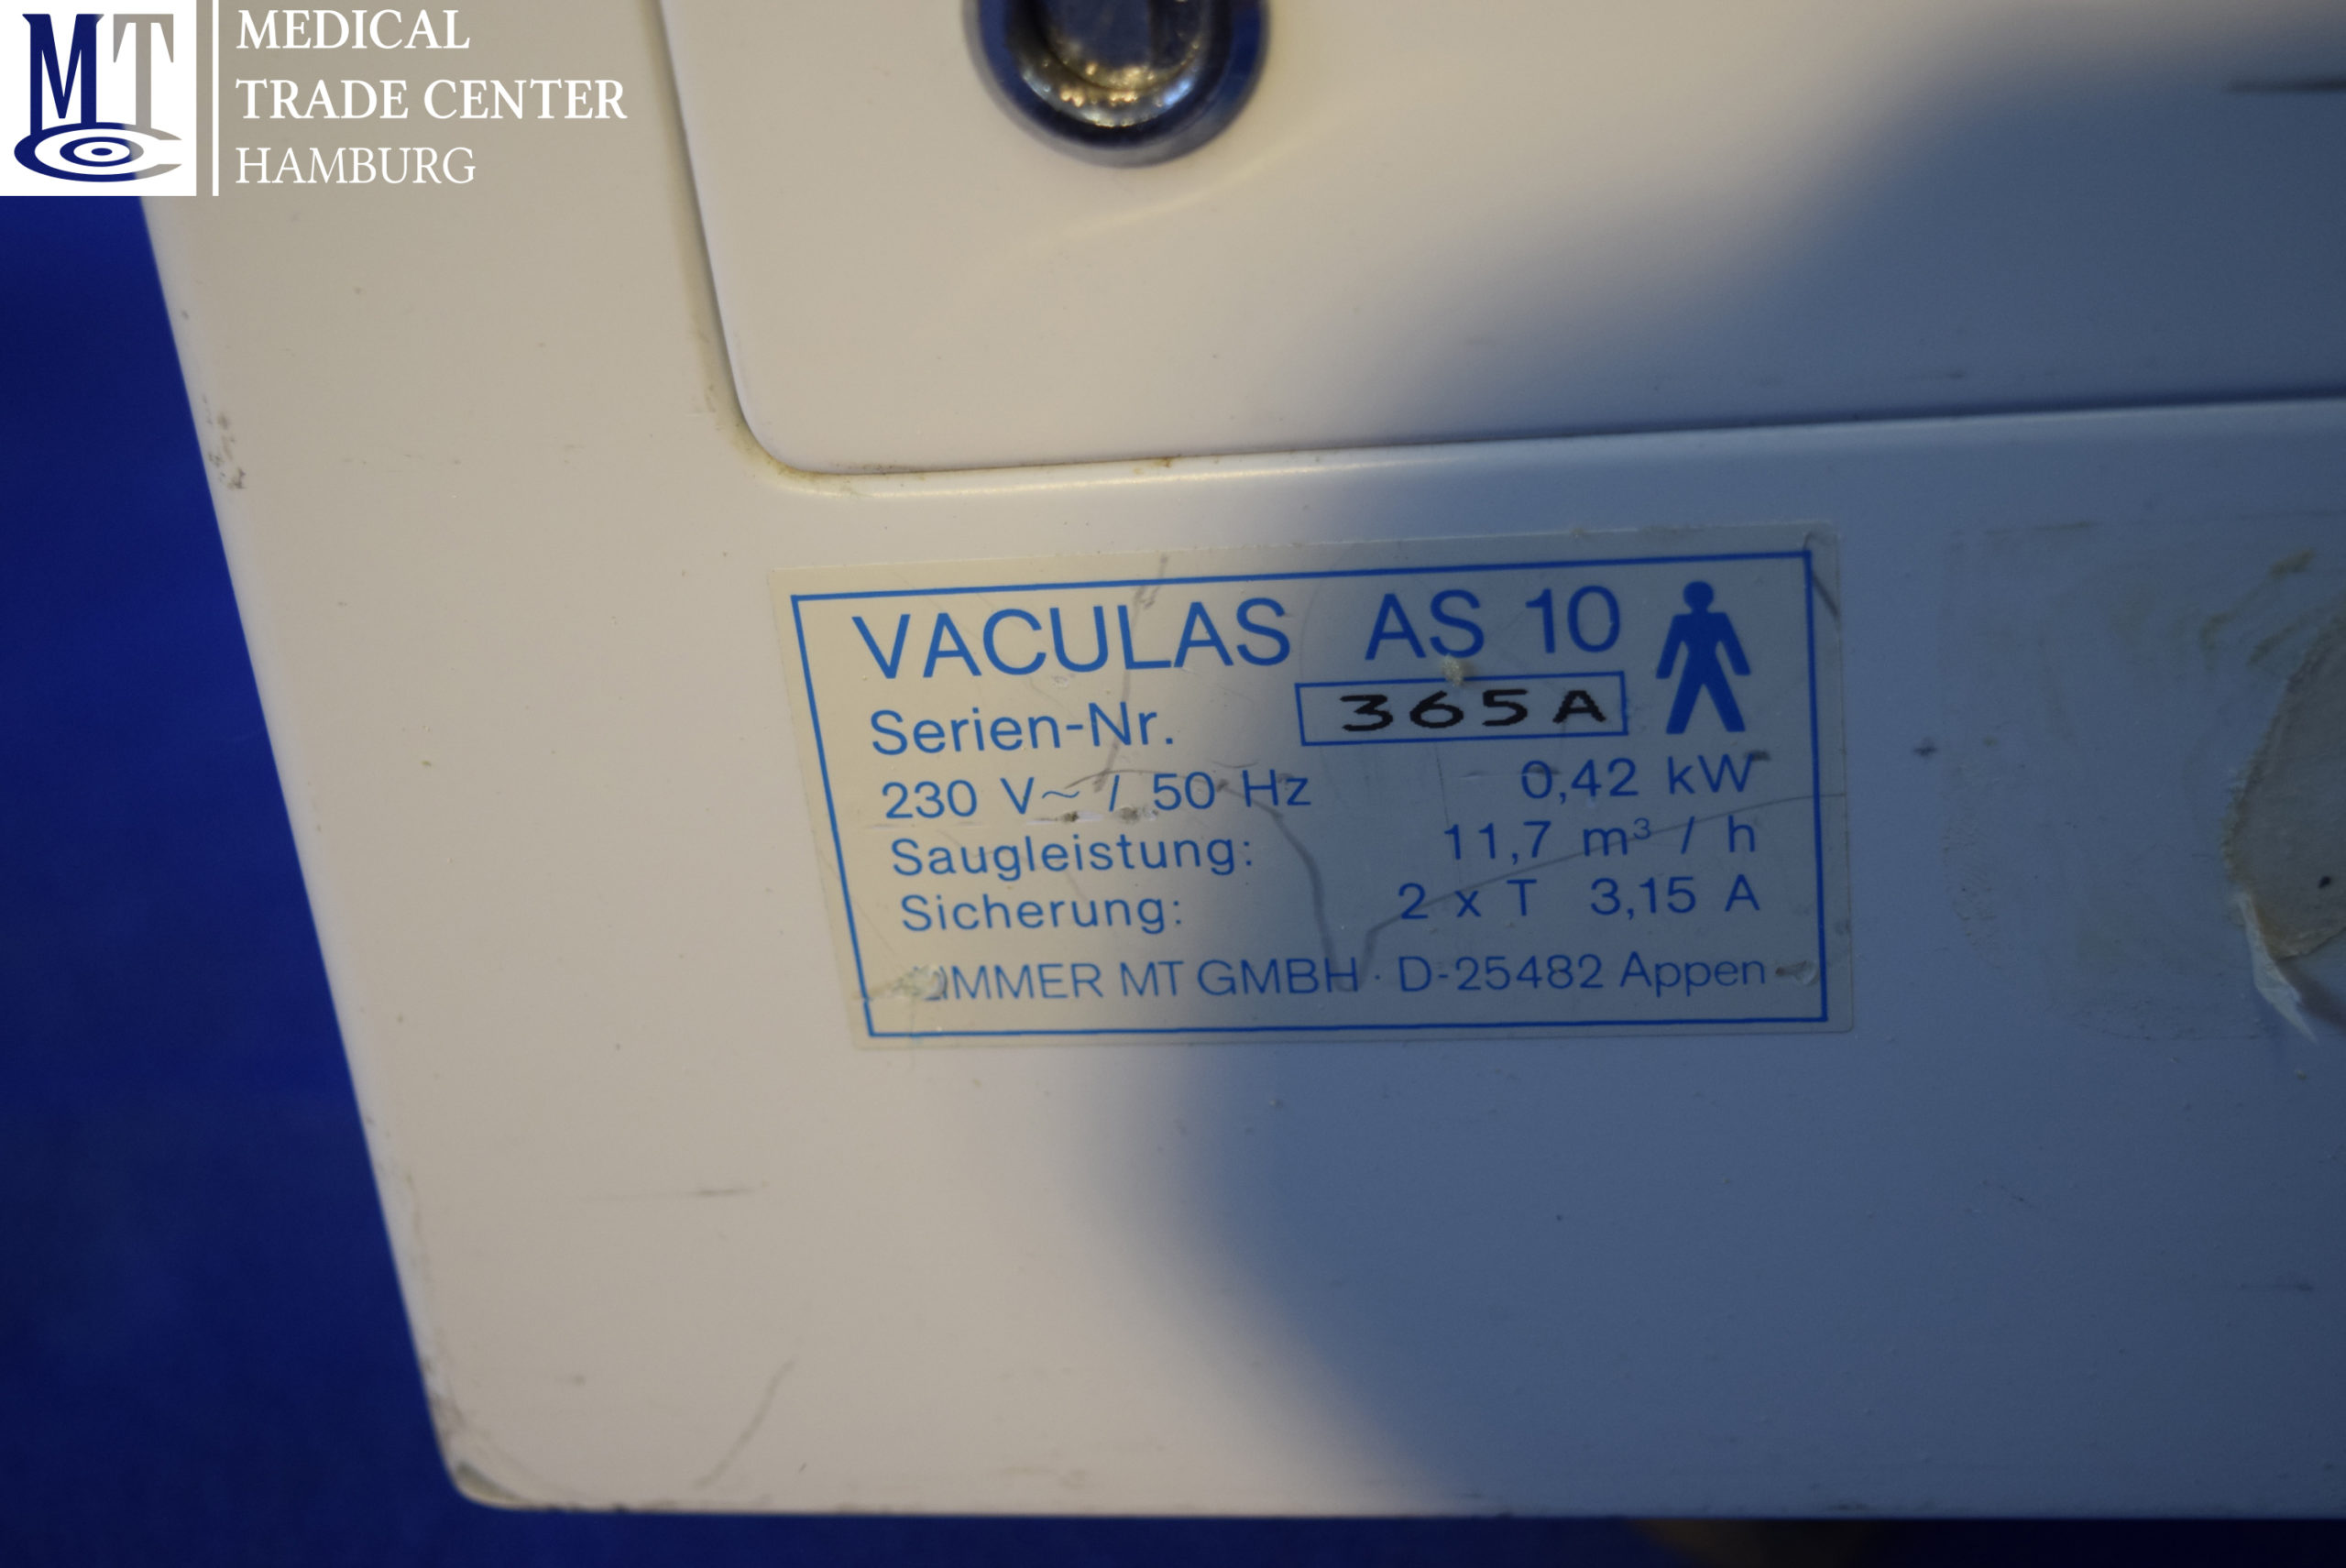 MTC
MEDICAL
TRADE CENTER
HAMBURG
VACULAS AS 10
Serien-Nr. 365A
230 V~ / 50 Hz 0,42 kW
Saugleistung: 11,7 m³ / h
Sicherung: 2 x T 3,15 A
MT GMBH · D-25482 Appen